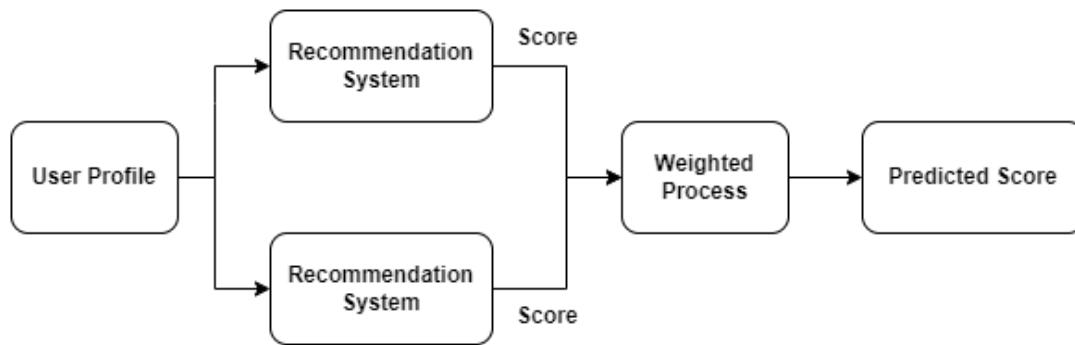 Recommendation
System
Score
User Profile
Weighted
Process
Predicted Score
Recommendation
System
Score